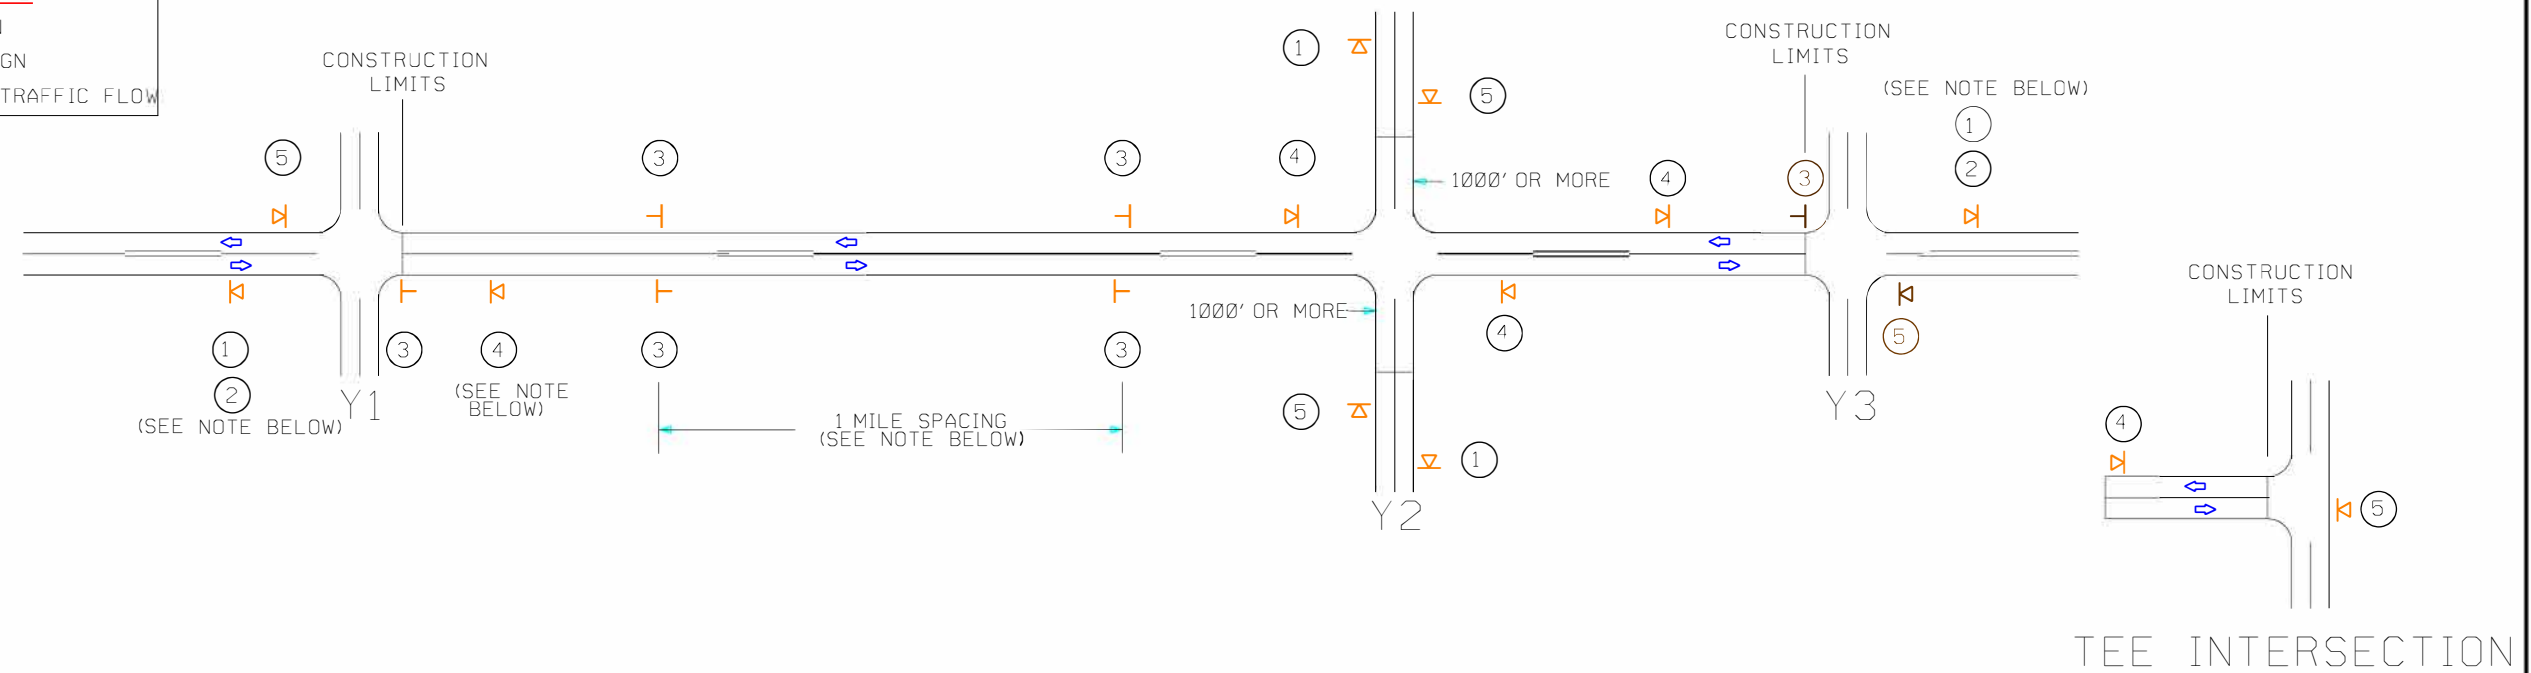 GN
TRAFFIC FLOW
CONSTRUCTION
LIMITS
5
3
3
4
1
5
1000' OR MORE
4
CONSTRUCTION
LIMITS
3
(SEE NOTE BELOW)
1
2
1
2
(SEE NOTE BELOW)
Y1
3
4
(SEE NOTE
BELOW)
3
1 MILE SPACING
(SEE NOTE BELOW)
3
1000' OR MORE
5
1
Y2
4
5
Y3
CONSTRUCTION
LIMITS
4
5
TEE INTERSECTION